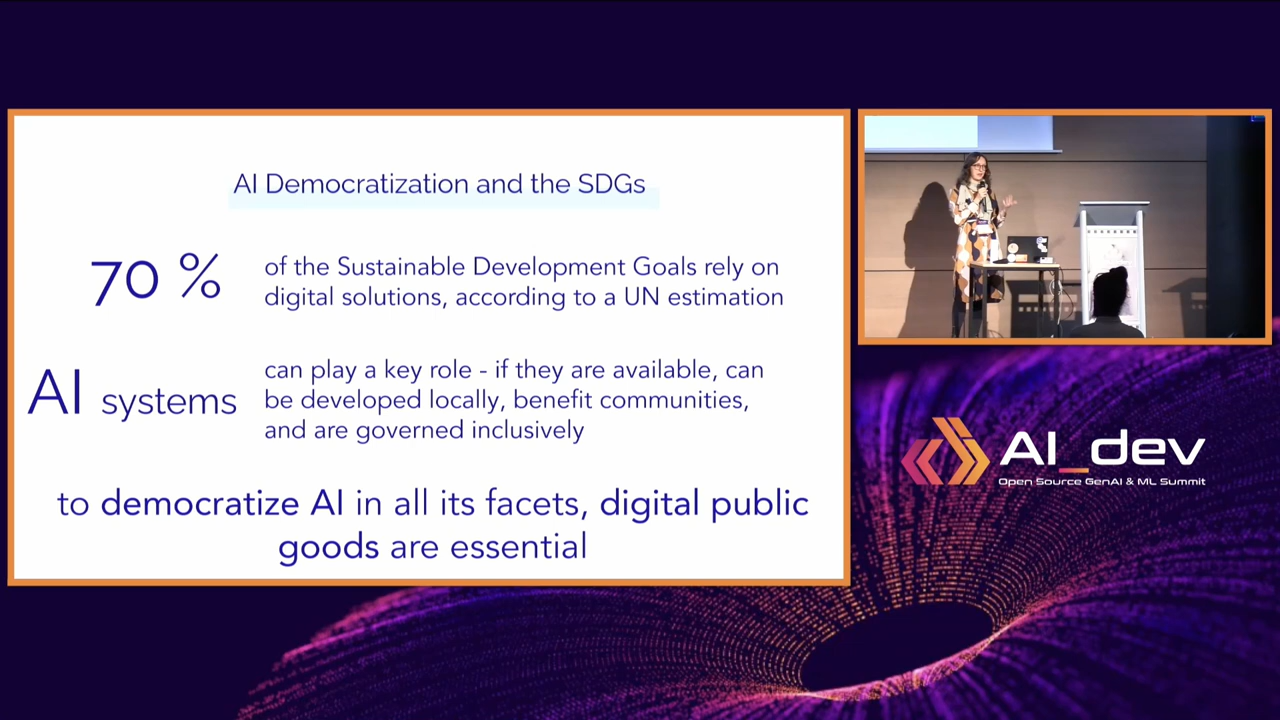 AI Democratization and the SDGs
70 %
of the Sustainable Development Goals rely on
digital solutions, according to a UN estimation
AI systems
can play a key role - if they are available, can
be developed locally, benefit communities,
and are governed inclusively
to democratize AI in all its facets, digital public
goods are essential
AI_dev
Open Source GenAI & ML Summit